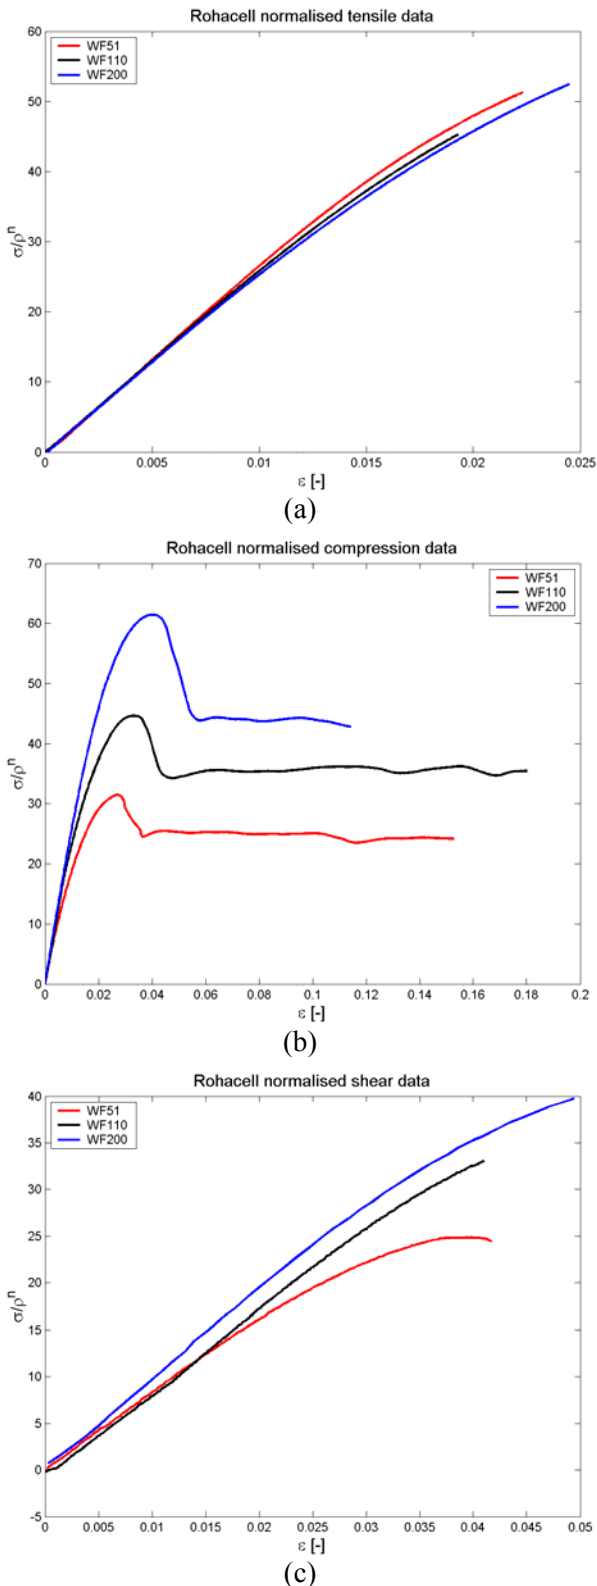 Rohacell normalised tensile data
60
50
40
30
20
10
0
σ/ρⁿ
WF51
WF110
WF200
0 0.005 0.01 0.015 0.02 0.025
ε [-]
(a)
Rohacell normalised compression data
70
60
50
40
30
20
10
0
σ/ρⁿ
WF51
WF110
WF200
0 0.02 0.04 0.06 0.08 0.1 0.12 0.14 0.16 0.18 0.2
ε [-]
(b)
Rohacell normalised shear data
40
35
30
25
20
15
10
5
0
-5
σ/ρⁿ
WF51
WF110
WF200
0 0.005 0.01 0.015 0.02 0.025 0.03 0.035 0.04 0.045 0.05
ε [-]
(c)